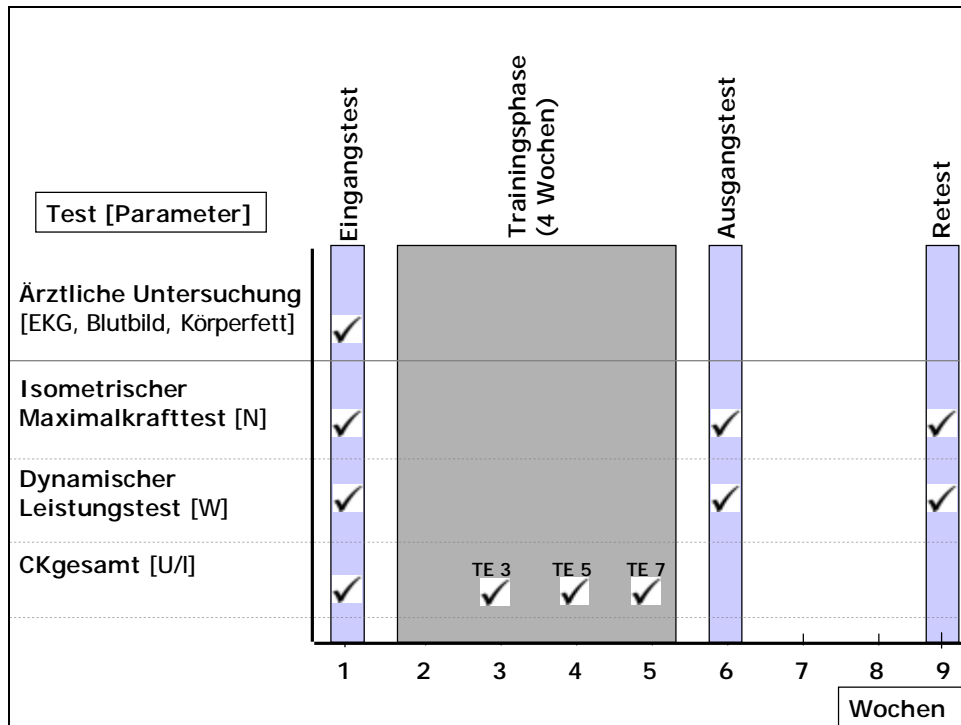 Eingangstest
Trainingsphase
(4 Wochen)
Ausgangstest
Retest
Test [Parameter]
Ärztliche Untersuchung
[EKG, Blutbild, Körperfett]
Isometrischer
Maximalkrafttest [N]
Dynamischer
Leistungstest [W]
CKgesamt [U/l]
TE 3 TE 5 TE 7
1 2 3 4 5 6 7 8 9
Wochen